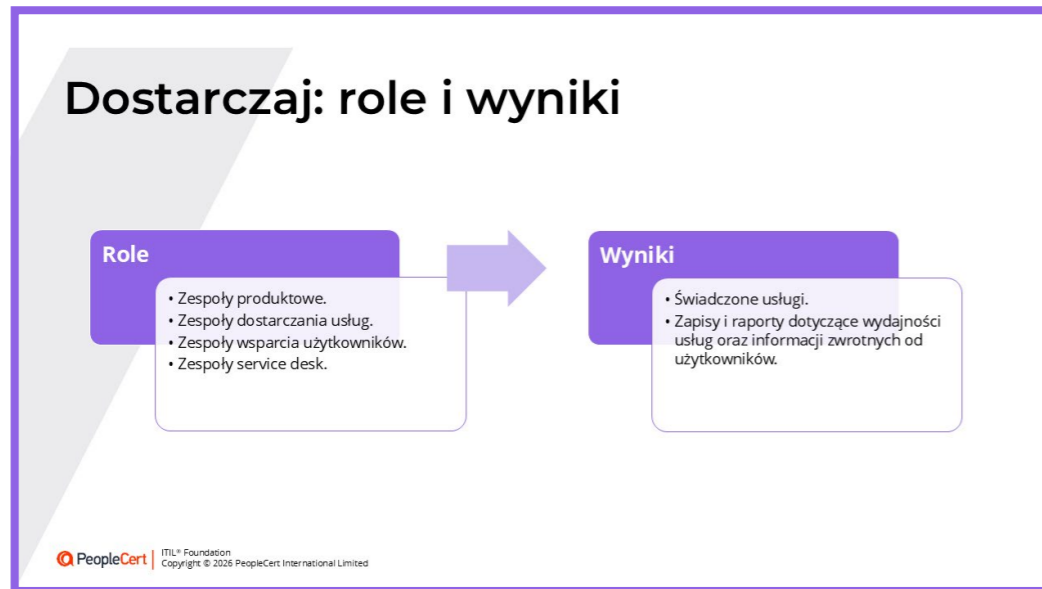 Dostarczaj: role i wyniki
Role
• Zespoły produktowe.
• Zespoły dostarczania usług.
• Zespoły wsparcia użytkowników.
• Zespoły service desk.
Wyniki
• Świadczone usługi.
• Zapisy i raporty dotyczące wydajności
usług oraz informacji zwrotnych od
użytkowników.
PeopleCert
ITIL® Foundation
Copyright © 2026 PeopleCert International Limited